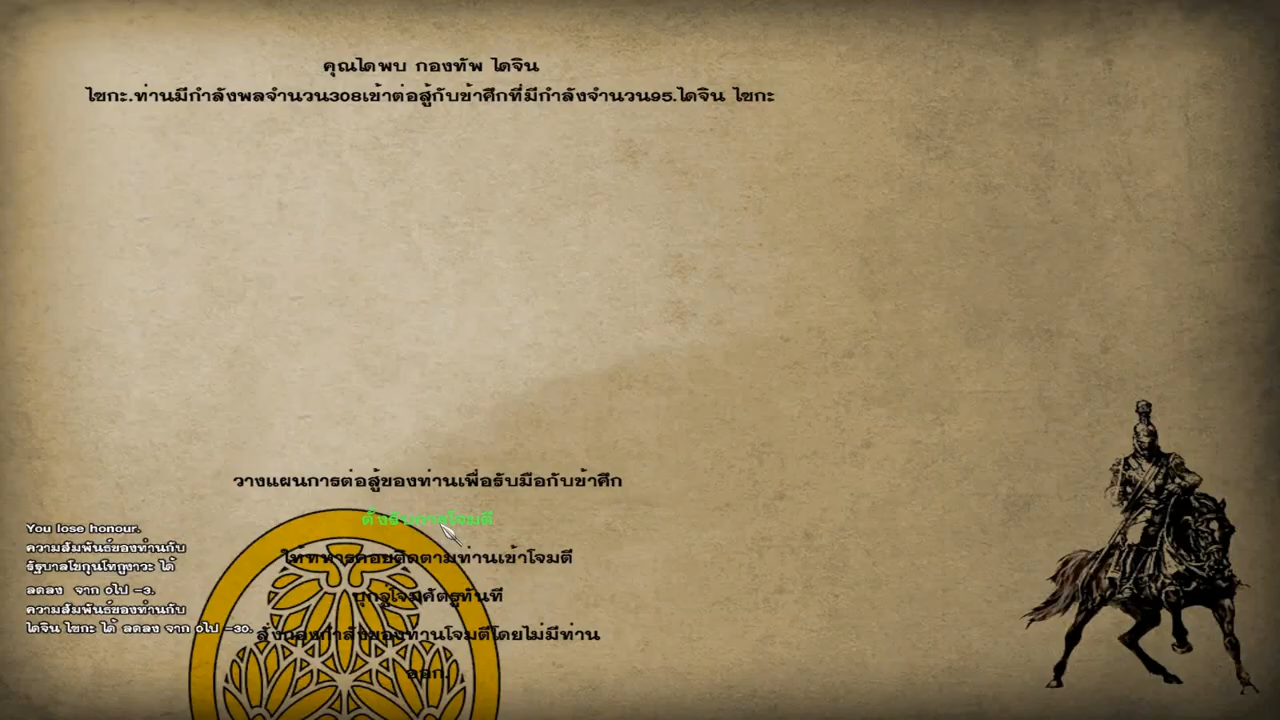 คุณไดพบ กองทัพ ไดจิน
ไซกะ.ท่านมีกำลังพลจำนวน308เข้าต่อสู้กับข้าศึกที่มีกำลังจำนวน95.ไดจิน ไซกะ
วางแผนการต่อสู้ของท่านเพื่อรับมือกับข้าศึก
ตั้งรับการโจมตี
ให้ทหารคอยติดตามท่านเข้าโจมตี
บุกจู่โจมศัตรูทันที
สั่งกองกำลังของท่านโจมตีโดยไม่มีท่าน
ออก.
You lose honour.
ความสัมพันธ์ของท่านกับ
รัฐบาลโชกุนโทกูงาวะ ได้
ลดลง จาก 0ไป -3.
ความสัมพันธ์ของท่านกับ
ไดจิน ไซกะ ได้ ลดลง จาก 0ไป -30.